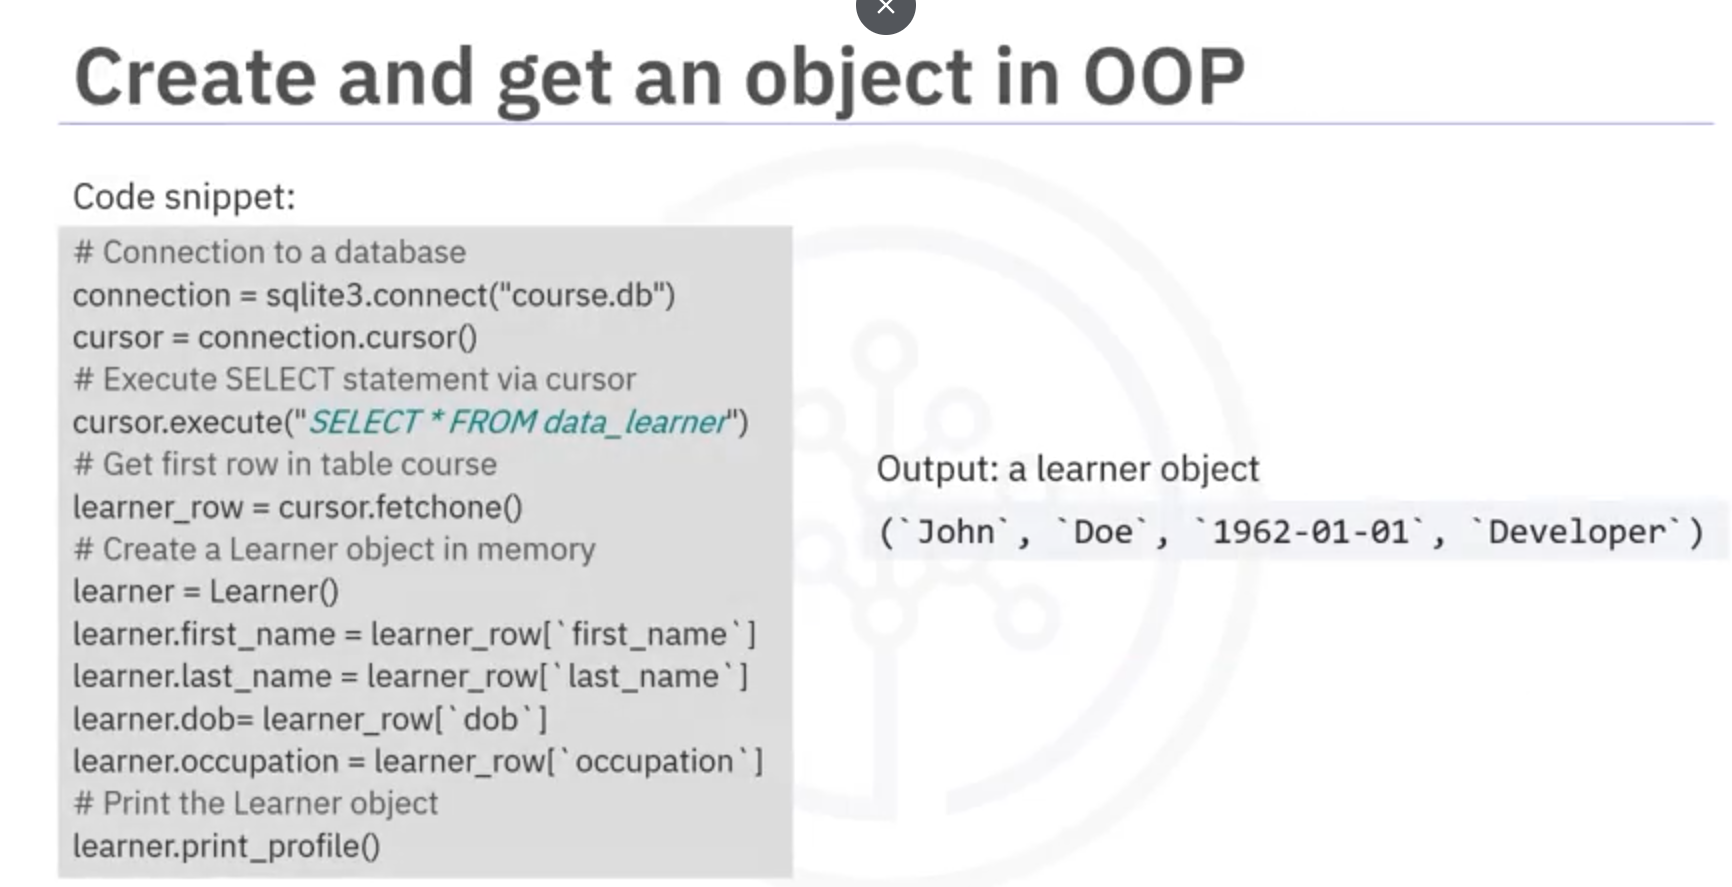 Create and get an object in OOP
Code snippet:
# Connection to a database
connection = sqlite3.connect("course.db")
cursor = connection.cursor()
# Execute SELECT statement via cursor
cursor.execute("SELECT * FROM data_learner")
# Get first row in table course
learner_row = cursor.fetchone()
# Create a Learner object in memory
learner = Learner()
learner.first_name = learner_row[`first_name`]
learner.last_name = learner_row[`last_name`]
learner.dob= learner_row[`dob`]
learner.occupation = learner_row[`occupation`]
# Print the Learner object
learner.print_profile()
Output: a learner object
(`John`, `Doe`, `1962-01-01`, `Developer`)